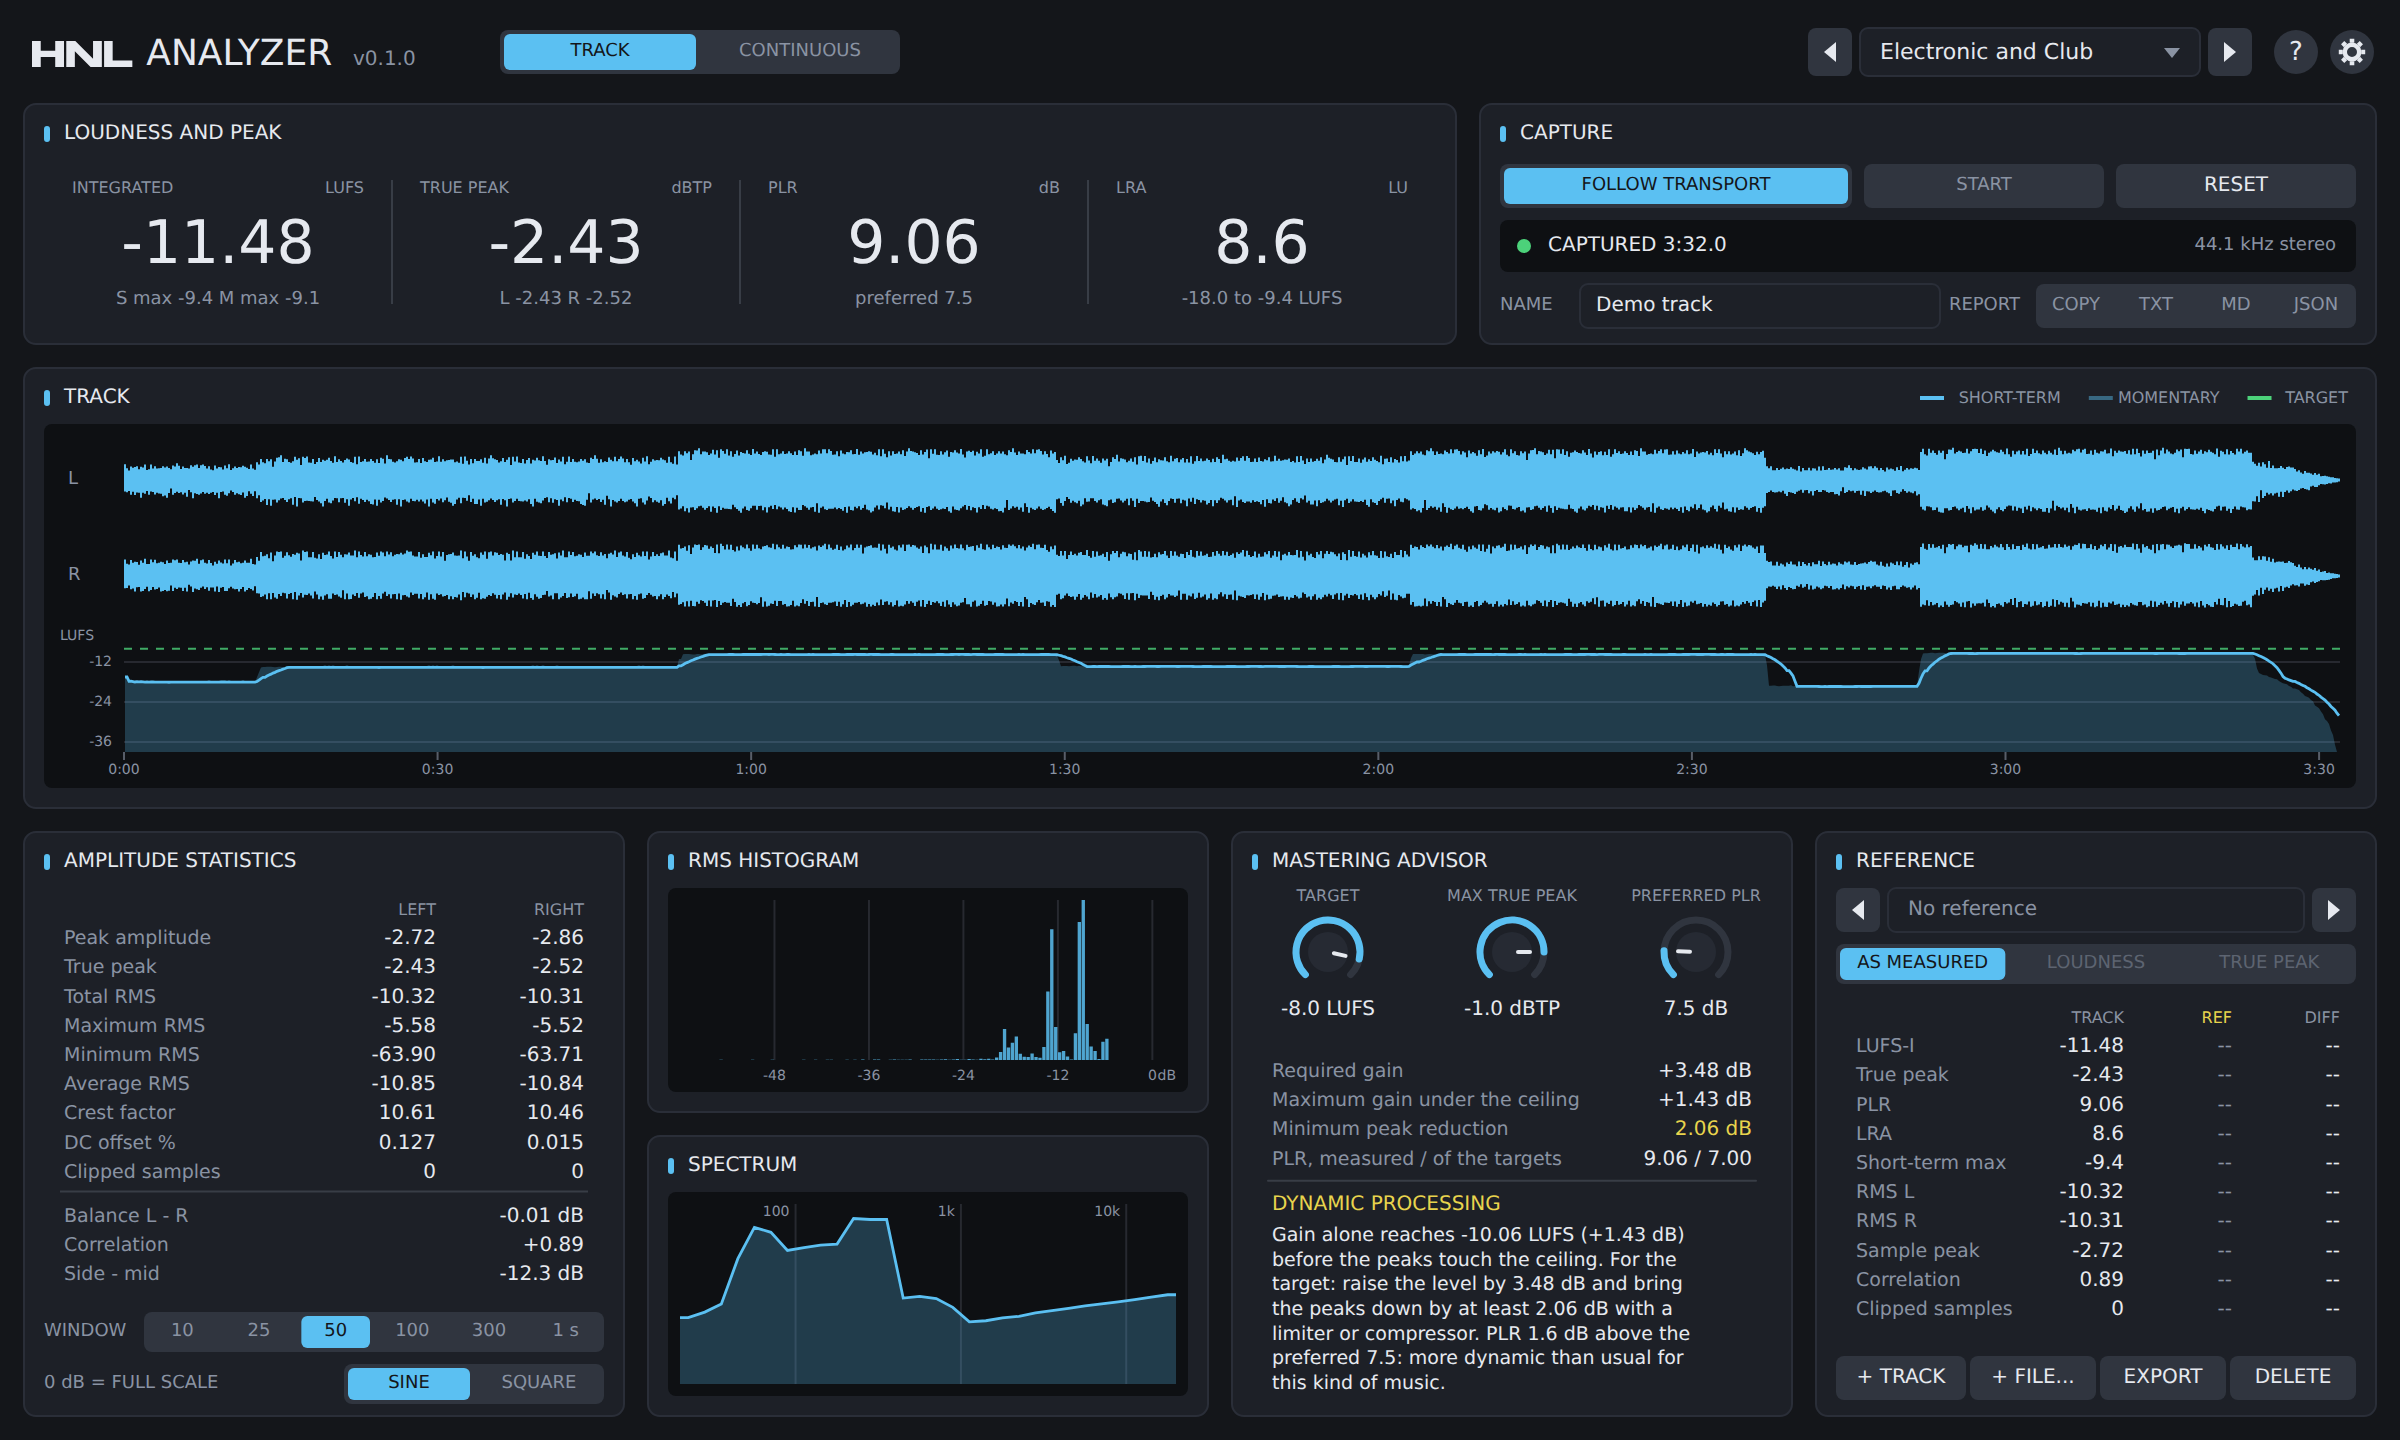 HNL ANALYZER v0.1.0
TRACK CONTINUOUS
Electronic and Club
?
LOUDNESS AND PEAK
INTEGRATED LUFS
-11.48
S max -9.4 M max -9.1
TRUE PEAK dBTP
-2.43
L -2.43 R -2.52
PLR dB
9.06
preferred 7.5
LRA LU
8.6
-18.0 to -9.4 LUFS
CAPTURE
FOLLOW TRANSPORT START RESET
CAPTURED 3:32.0 44.1 kHz stereo
NAME Demo track REPORT COPY TXT MD JSON
TRACK
SHORT-TERM MOMENTARY TARGET
L
R
LUFS
-12
-24
-36
0:00 0:30 1:00 1:30 2:00 2:30 3:00 3:30
AMPLITUDE STATISTICS
LEFT RIGHT
Peak amplitude -2.72 -2.86
True peak -2.43 -2.52
Total RMS -10.32 -10.31
Maximum RMS -5.58 -5.52
Minimum RMS -63.90 -63.71
Average RMS -10.85 -10.84
Crest factor 10.61 10.46
DC offset % 0.127 0.015
Clipped samples 0 0
Balance L - R -0.01 dB
Correlation +0.89
Side - mid -12.3 dB
WINDOW 10 25 50 100 300 1 s
0 dB = FULL SCALE SINE SQUARE
RMS HISTOGRAM
-48 -36 -24 -12 0dB
SPECTRUM
100 1k 10k
MASTERING ADVISOR
TARGET MAX TRUE PEAK PREFERRED PLR
-8.0 LUFS -1.0 dBTP 7.5 dB
Required gain +3.48 dB
Maximum gain under the ceiling +1.43 dB
Minimum peak reduction 2.06 dB
PLR, measured / of the targets 9.06 / 7.00
DYNAMIC PROCESSING
Gain alone reaches -10.06 LUFS (+1.43 dB)
before the peaks touch the ceiling. For the
target: raise the level by 3.48 dB and bring
the peaks down by at least 2.06 dB with a
limiter or compressor. PLR 1.6 dB above the
preferred 7.5: more dynamic than usual for
this kind of music.
REFERENCE
No reference
AS MEASURED LOUDNESS TRUE PEAK
TRACK REF DIFF
LUFS-I -11.48 -- --
True peak -2.43 -- --
PLR 9.06 -- --
LRA 8.6 -- --
Short-term max -9.4 -- --
RMS L -10.32 -- --
RMS R -10.31 -- --
Sample peak -2.72 -- --
Correlation 0.89 -- --
Clipped samples 0 -- --
+ TRACK + FILE... EXPORT DELETE